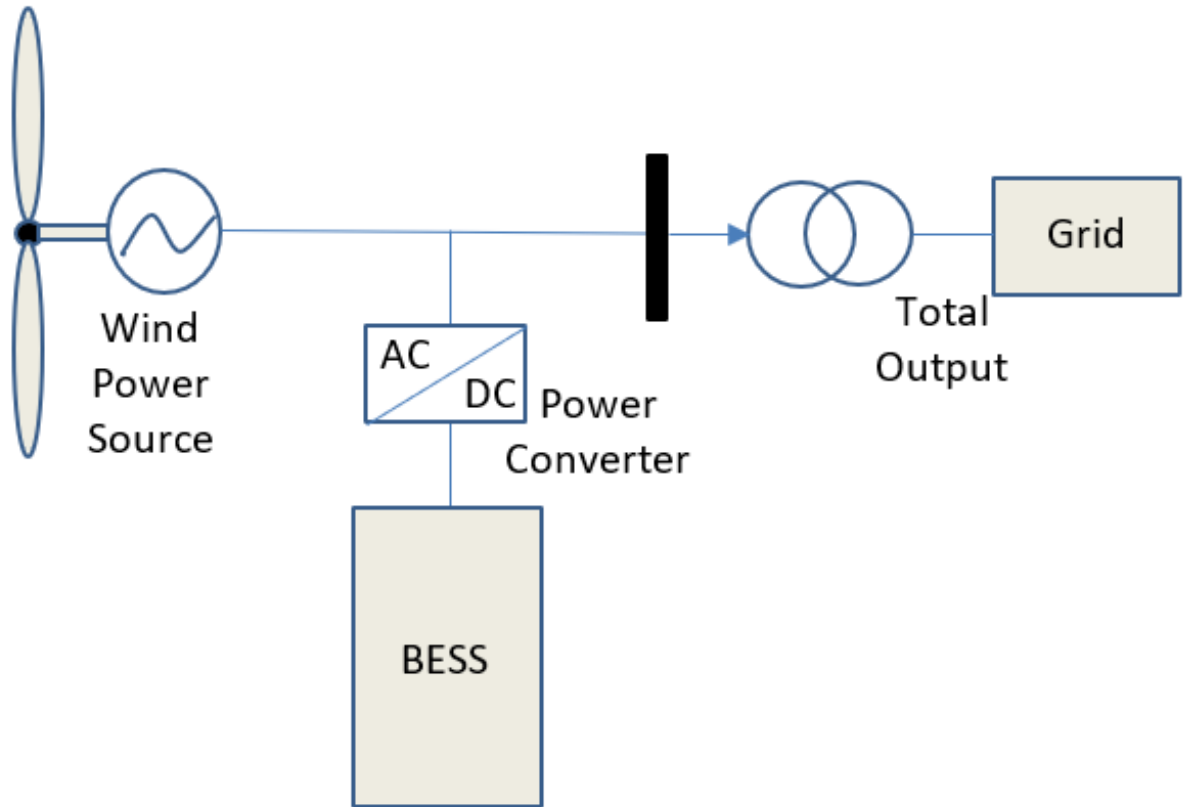 Wind
Power
Source
AC
DC
Power
Converter
BESS
Total
Output
Grid